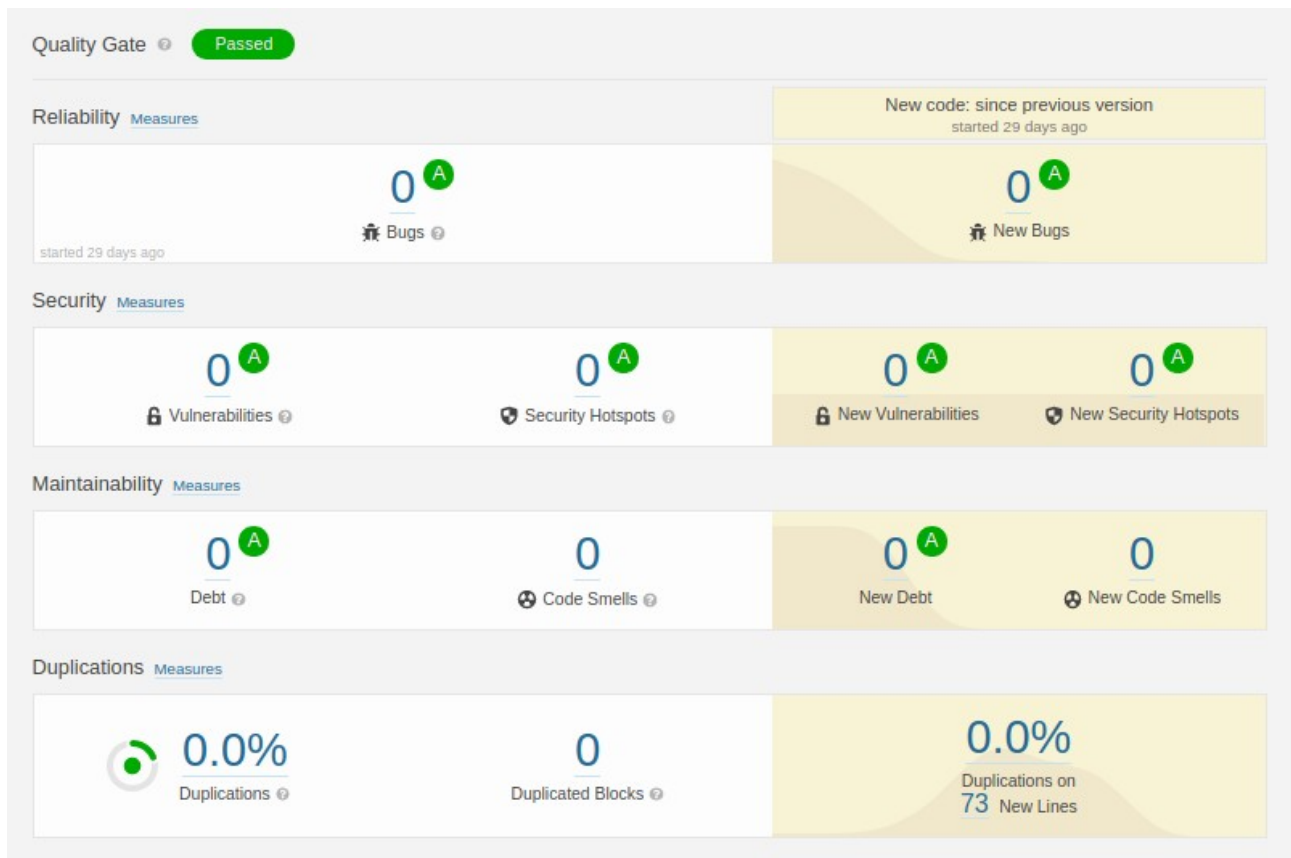 Quality Gate ? Passed
Reliability Measures
New code: since previous version
started 29 days ago
0 A
Bugs ?
started 29 days ago
0 A
New Bugs
Security Measures
0 A
Vulnerabilities ?
0 A
Security Hotspots ?
0 A
New Vulnerabilities
0 A
New Security Hotspots
Maintainability Measures
0 A
Debt ?
0
Code Smells ?
0 A
New Debt
0
New Code Smells
Duplications Measures
0.0%
Duplications ?
0
Duplicated Blocks ?
0.0%
Duplications on
73 New Lines